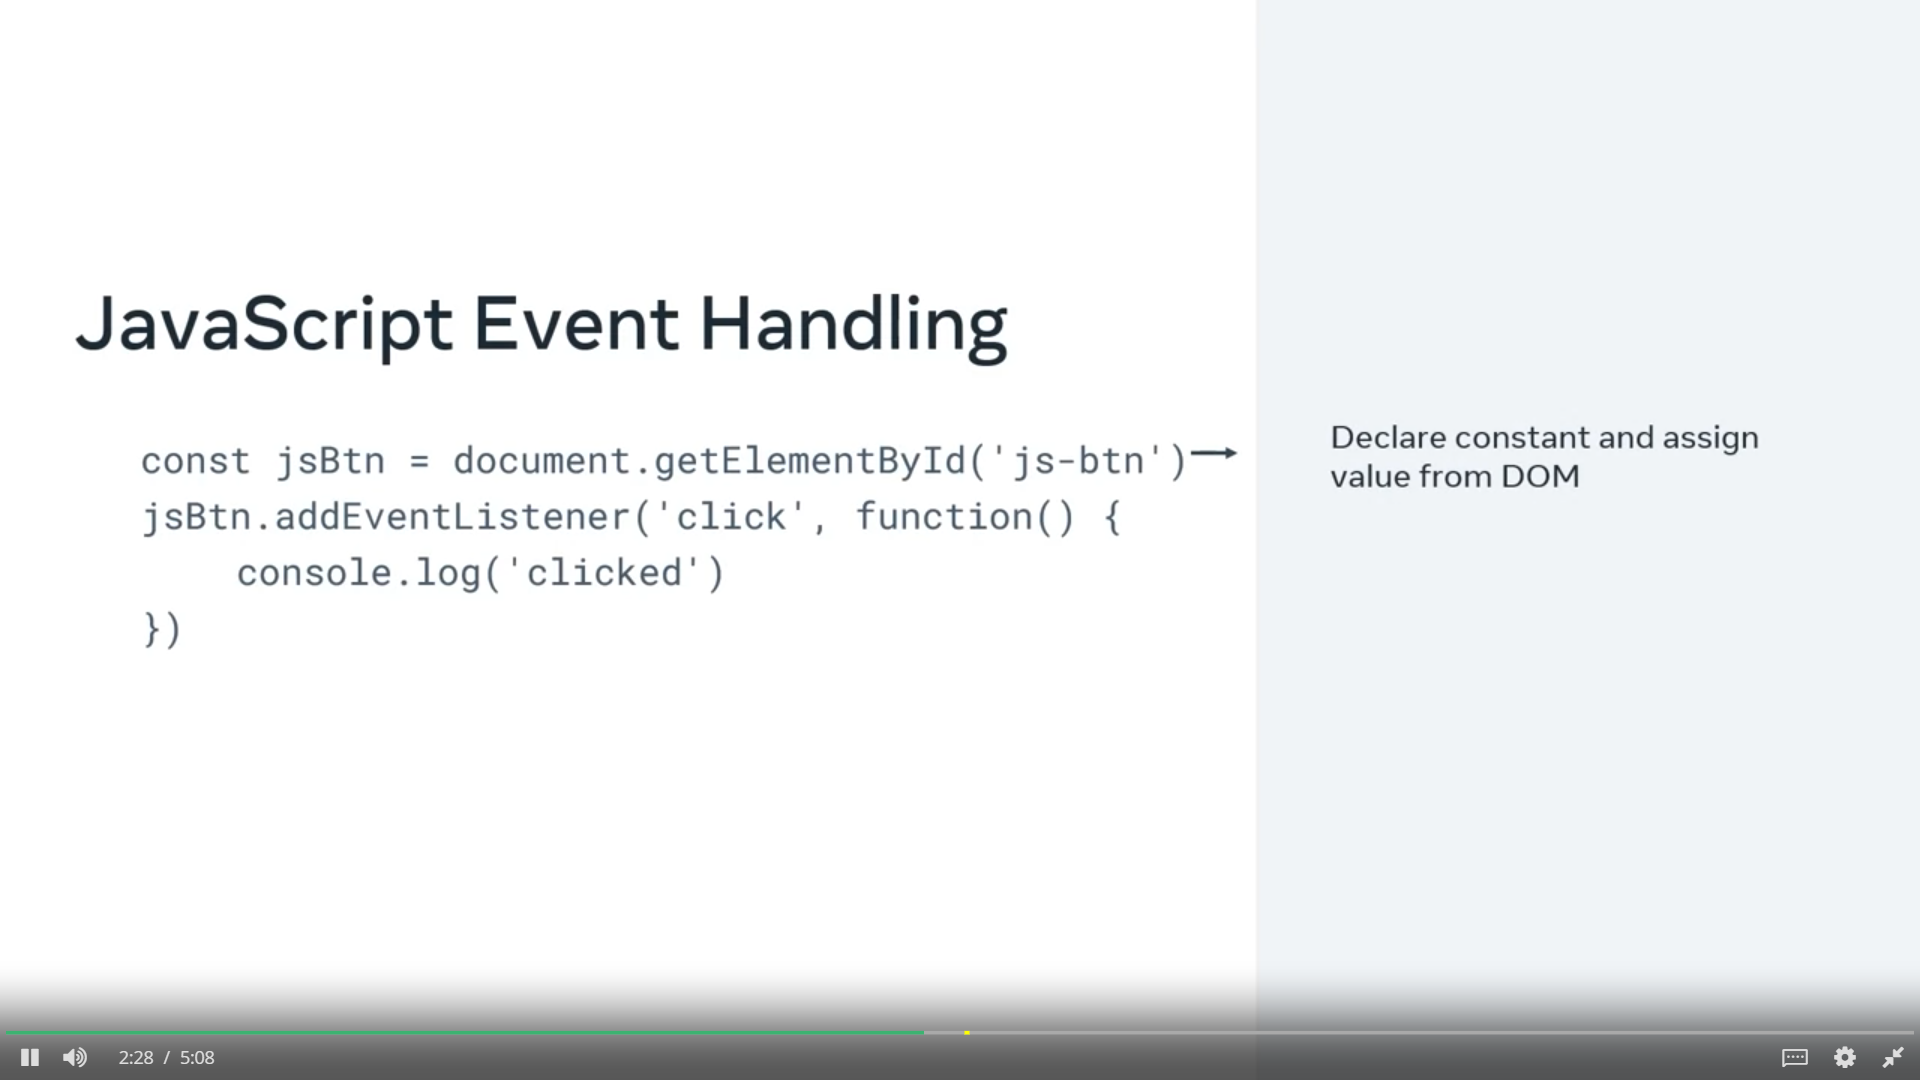 JavaScript Event Handling
const jsBtn = document.getElementById('js-btn')
jsBtn.addEventListener('click', function() {
    console.log('clicked')
})
Declare constant and assign
value from DOM
2:28 / 5:08